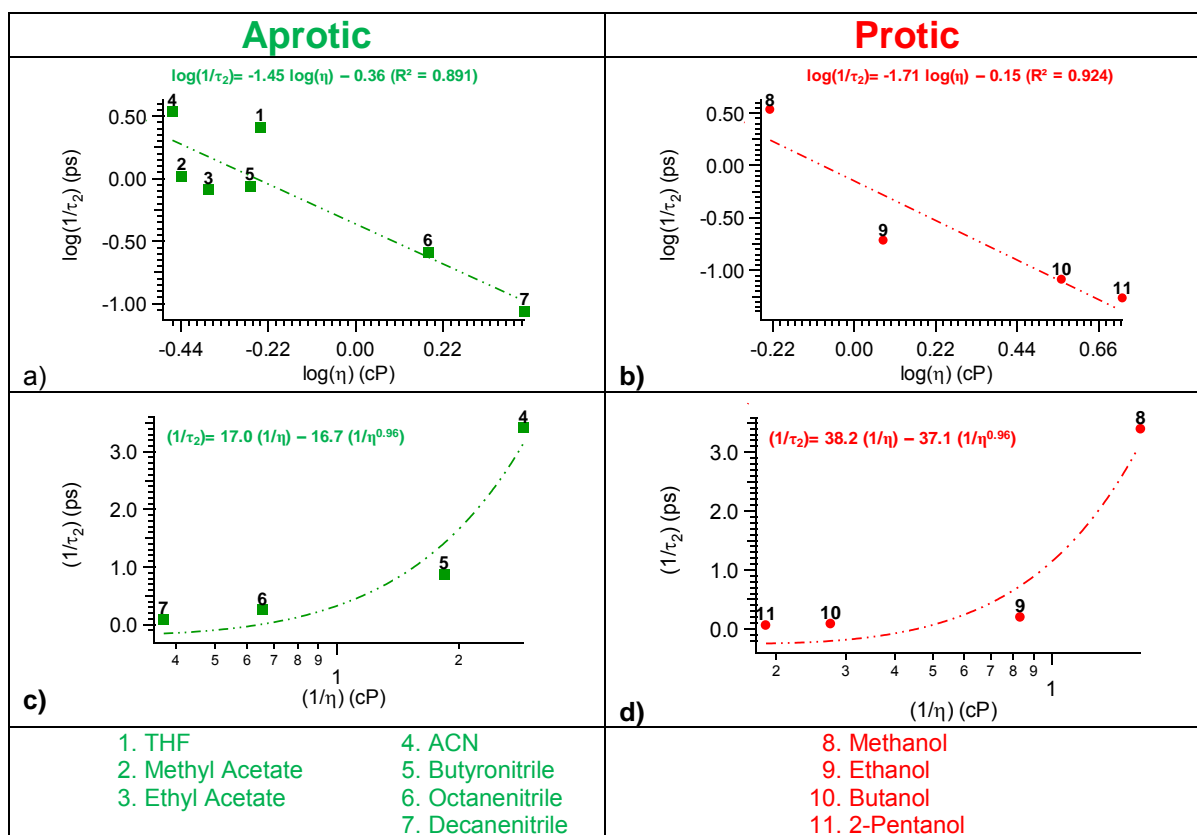 Aprotic
Protic
log(1/τ₂)= -1.45 log(η) – 0.36 (R² = 0.891)
0.50
0.00
-0.50
-1.00
log(1/τ₂) (ps)
4
1
2
3
5
6
7
-0.44
-0.22
0.00
0.22
log(η) (cP)
a)
log(1/τ₂)= -1.71 log(η) – 0.15 (R² = 0.924)
0.50
0.00
-0.50
-1.00
log(1/τ₂) (ps)
8
9
10
11
-0.22
0.00
0.22
0.44
0.66
log(η) (cP)
b)
(1/τ₂)= 17.0 (1/η) – 16.7 (1/η^0.96)
3.0
2.0
1.0
0.0
(1/τ₂) (ps)
4
5
6
7
4 5 6 7 8 9 1 2
(1/η) (cP)
c)
(1/τ₂)= 38.2 (1/η) – 37.1 (1/η^0.96)
3.0
2.0
1.0
0.0
(1/τ₂) (ps)
8
9
10
11
2 3 4 5 6 7 8 9 1
(1/η) (cP)
d)
1. THF
2. Methyl Acetate
3. Ethyl Acetate
4. ACN
5. Butyronitrile
6. Octanenitrile
7. Decanenitrile
8. Methanol
9. Ethanol
10. Butanol
11. 2-Pentanol